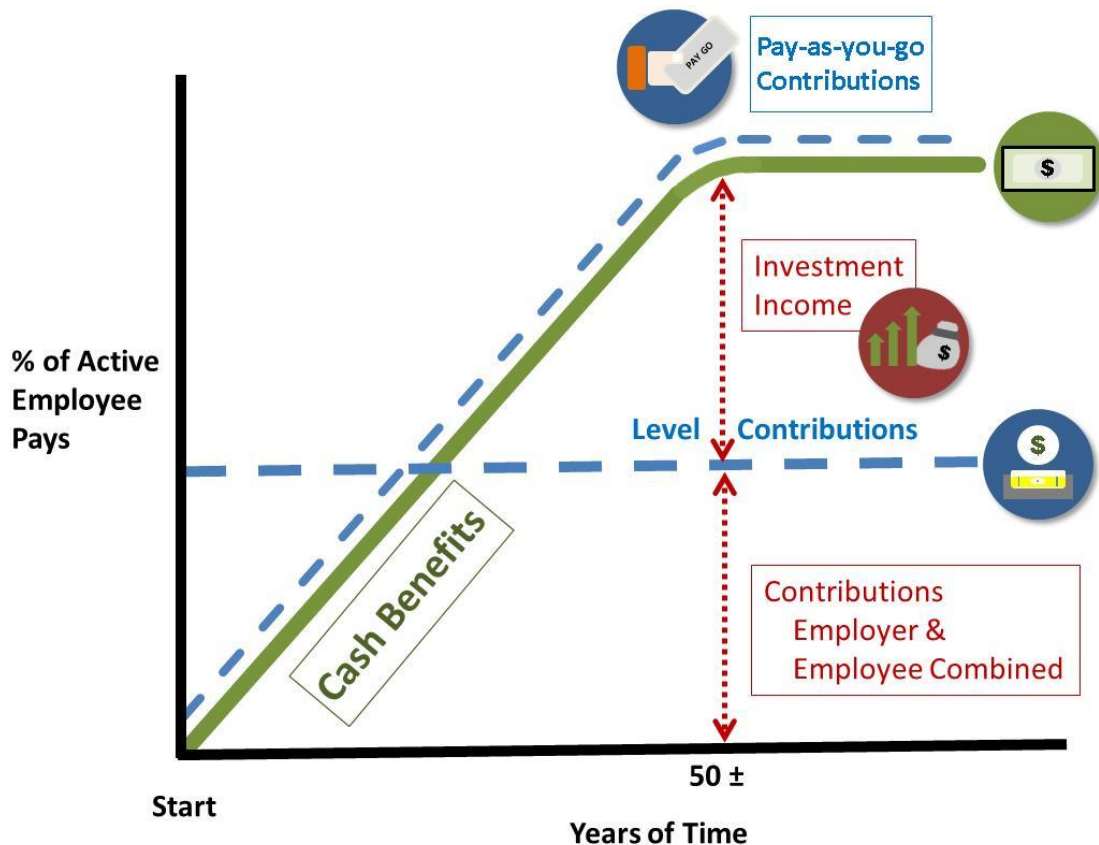 PAY GO
Pay-as-you-go
Contributions
$
Investment
Income
$
% of Active
Employee
Pays
Level Contributions
$
Cash Benefits
Contributions
Employer &
Employee Combined
50 ±
Start
Years of Time